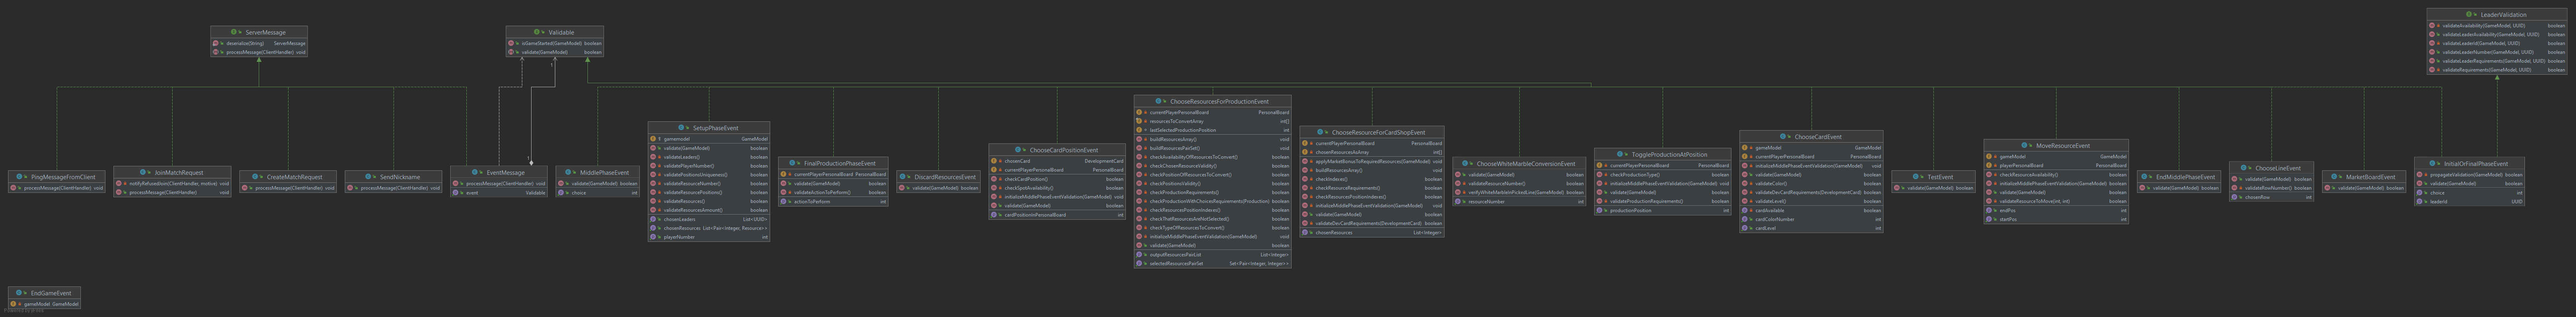 ServerMessage
deserialize(String) ServerMessage
processMessage(ClientHandler) void
Validable
isGameStarted(GameModel) boolean
validate(GameModel) boolean
LeaderValidation
validateAvailability(GameModel, UUID) boolean
validateLeaderAvailability(GameModel, UUID) boolean
validateLeaderId(GameModel, UUID) boolean
validateLeaderNumber(GameModel, UUID) boolean
validateLeaderRequirements(GameModel, UUID) boolean
validateRequirements(GameModel, UUID) boolean
1
1
PingMessageFromClient
processMessage(ClientHandler) void
JoinMatchRequest
notifyRefusedJoin(ClientHandler, motive) void
processMessage(ClientHandler) void
CreateMatchRequest
processMessage(ClientHandler) void
SendNickname
processMessage(ClientHandler) void
EventMessage
processMessage(ClientHandler) void
event Validable
MiddlePhaseEvent
validate(GameModel) boolean
choice int
SetupPhaseEvent
gamemodel GameModel
validate(GameModel) boolean
validateLeaders() boolean
validatePlayerNumber() boolean
validatePositionsUniqueness() boolean
validateResourceNumber() boolean
validateResourcePositions() boolean
validateResources() boolean
validateResourcesAmount() boolean
chosenLeaders List<UUID>
chosenResources List<Pair<Integer, Resource>>
playerNumber int
FinalProductionPhaseEvent
currentPlayerPersonalBoard PersonalBoard
validate(GameModel) boolean
validateActionToPerform() boolean
actionToPerform int
DiscardResourcesEvent
validate(GameModel) boolean
ChooseCardPositionEvent
chosenCard DevelopmentCard
currentPlayerPersonalBoard PersonalBoard
checkCardPosition() boolean
checkSpotAvailability() boolean
initializeMiddlePhaseEventValidation(GameModel) void
validate(GameModel) boolean
cardPositionInPersonalBoard int
ChooseResourcesForProductionEvent
currentPlayerPersonalBoard PersonalBoard
resourcesToConvertArray int[]
lastSelectedProductionPosition int
buildResourcesArray() void
buildResourcesPairSet() void
checkAvailabilityOfResourcesToConvert() boolean
checkChosenResourceValidity() boolean
checkPositionOfResourcesToConvert() boolean
checkPositionsValidity() boolean
checkProductionRequirements() boolean
checkProductionWithChoicesRequirements(Production) boolean
checkResourcesPositionIndexes() boolean
checkThatResourcesAreNotSelected() boolean
checkTypeOfResourcesToConvert() boolean
initializeMiddlePhaseEventValidation(GameModel) void
validate(GameModel) boolean
outputResourcesPairList List<Integer>
selectedResourcesPairSet Set<Pair<Integer, Integer>>
ChooseResourceForCardShopEvent
currentPlayerPersonalBoard PersonalBoard
chosenResourcesAsArray int[]
applyMarketBonusToRequiredResources(GameModel) void
buildResourcesArray() void
checkIndexes() boolean
checkResourceRequirements() boolean
checkResourcesPositionIndexes() boolean
initializeMiddlePhaseEventValidation(GameModel) void
validate(GameModel) boolean
validateDevCardRequirements(DevelopmentCard) boolean
chosenResources List<Integer>
ChooseWhiteMarbleConversionEvent
validate(GameModel) boolean
validateResourceNumber() boolean
verifyWhiteMarbleInPickedLine(GameModel) boolean
resourceNumber int
ToggleProductionAtPosition
currentPlayerPersonalBoard PersonalBoard
checkProductionType() boolean
initializeMiddlePhaseEventValidation(GameModel) void
validate(GameModel) boolean
validateProductionRequirements() boolean
productionPosition int
ChooseCardEvent
gameModel GameModel
currentPlayerPersonalBoard PersonalBoard
initializeMiddlePhaseEventValidation(GameModel) void
validate(GameModel) boolean
validateColor() boolean
validateDevCardRequirements(DevelopmentCard) boolean
validateLevel() boolean
cardAvailable boolean
cardColorNumber int
cardLevel int
TestEvent
validate(GameModel) boolean
MoveResourceEvent
gameModel GameModel
playerPersonalBoard PersonalBoard
checkResourceAvailability() boolean
initializeMiddlePhaseEventValidation(GameModel) boolean
validate(GameModel) boolean
validateResourceToMove(int, int) boolean
endPos int
startPos int
EndMiddlePhaseEvent
validate(GameModel) boolean
ChooseLineEvent
validate(GameModel) boolean
validateRowNumber() boolean
chosenRow int
MarketBoardEvent
validate(GameModel) boolean
InitialOrFinalPhaseEvent
propagateValidation(GameModel) boolean
validate(GameModel) boolean
choice int
leaderId UUID
EndGameEvent
gameModel GameModel
Powered by yFiles